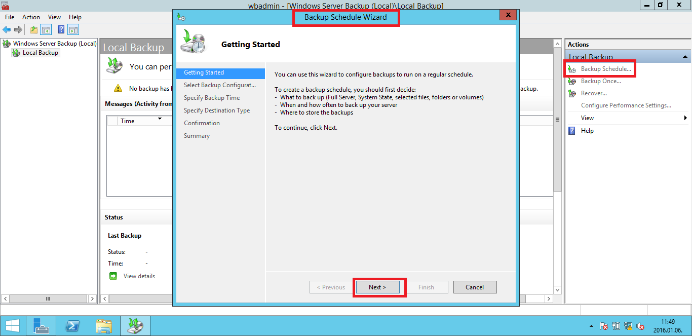 wbadmin - [Windows Server Backup (Local)\Local Backup]
File Action View Help
Windows Server Backup (Local)
Local Backup
Local Backup
You can per
No backup has
ckup.
Messages (Activity from
Time
Status
Last Backup
Status: -
Time: -
View details
Backup Schedule Wizard
Getting Started
Getting Started
Select Backup Configurat...
Specify Backup Time
Specify Destination Type
Confirmation
Summary
You can use this wizard to configure backups to run on a regular schedule.
To create a backup schedule, you should first decide:
- What to back up (Full Server, System State, selected files, folders or volumes)
- When and how often to back up your server
- Where to store the backups
To continue, click Next.
< Previous
Next >
Finish
Cancel
Actions
Local Backup
Backup Schedule...
Backup Once...
Recover...
Configure Performance Settings...
View
Help
11:49
2016.01.06.